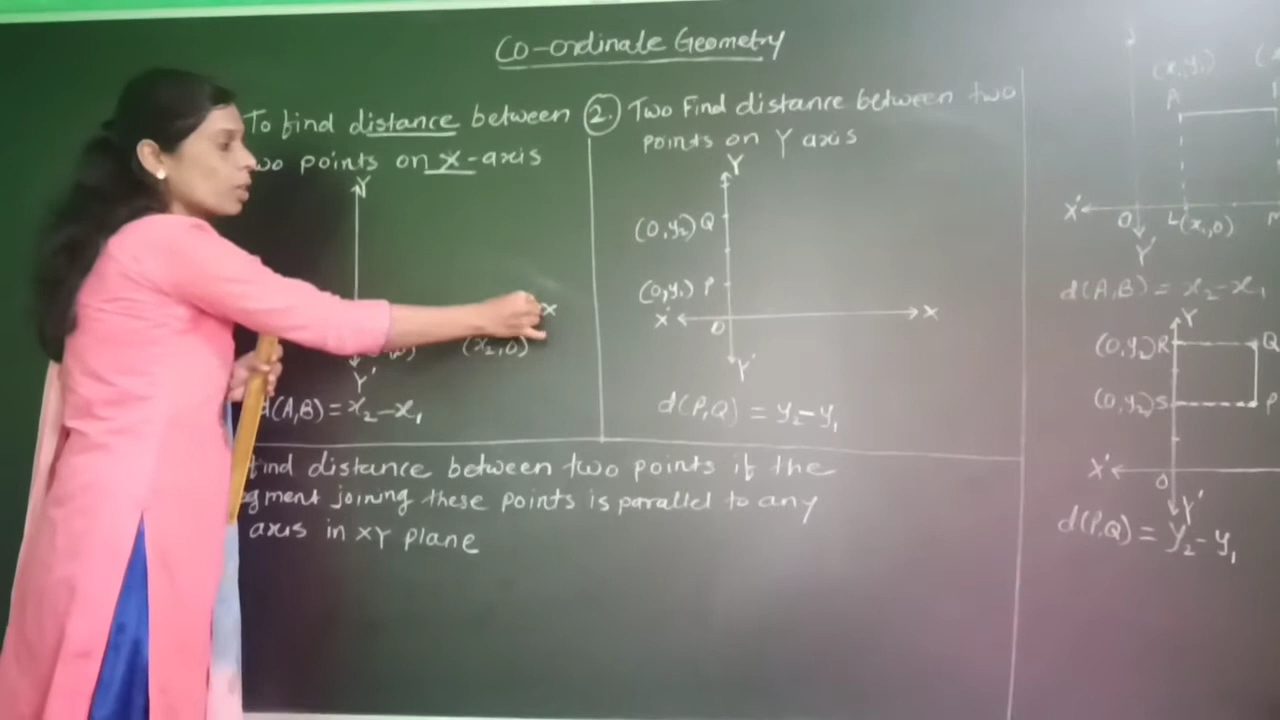 Co-ordinate Geometry
To find distance between
two points on X-axis
Y
X
(x₂,0)
Y'
d(A,B) = x₂-x₁
2. Two Find distance between two
points on Y axis
Y
(0,y₂) Q
(0,y₁) P
X' O X
Y'
d(P,Q) = y₂-y₁
find distance between two points if the
segment joining these points is parallel to any
axis in XY plane
(x₁,y₁)
A
X' O L(x₁,0) M
Y'
d(A,B) = x₂-x₁
Y
(0,y₂) R Q
(0,y₂) S P
X' O
Y'
d(P,Q) = y₂-y₁